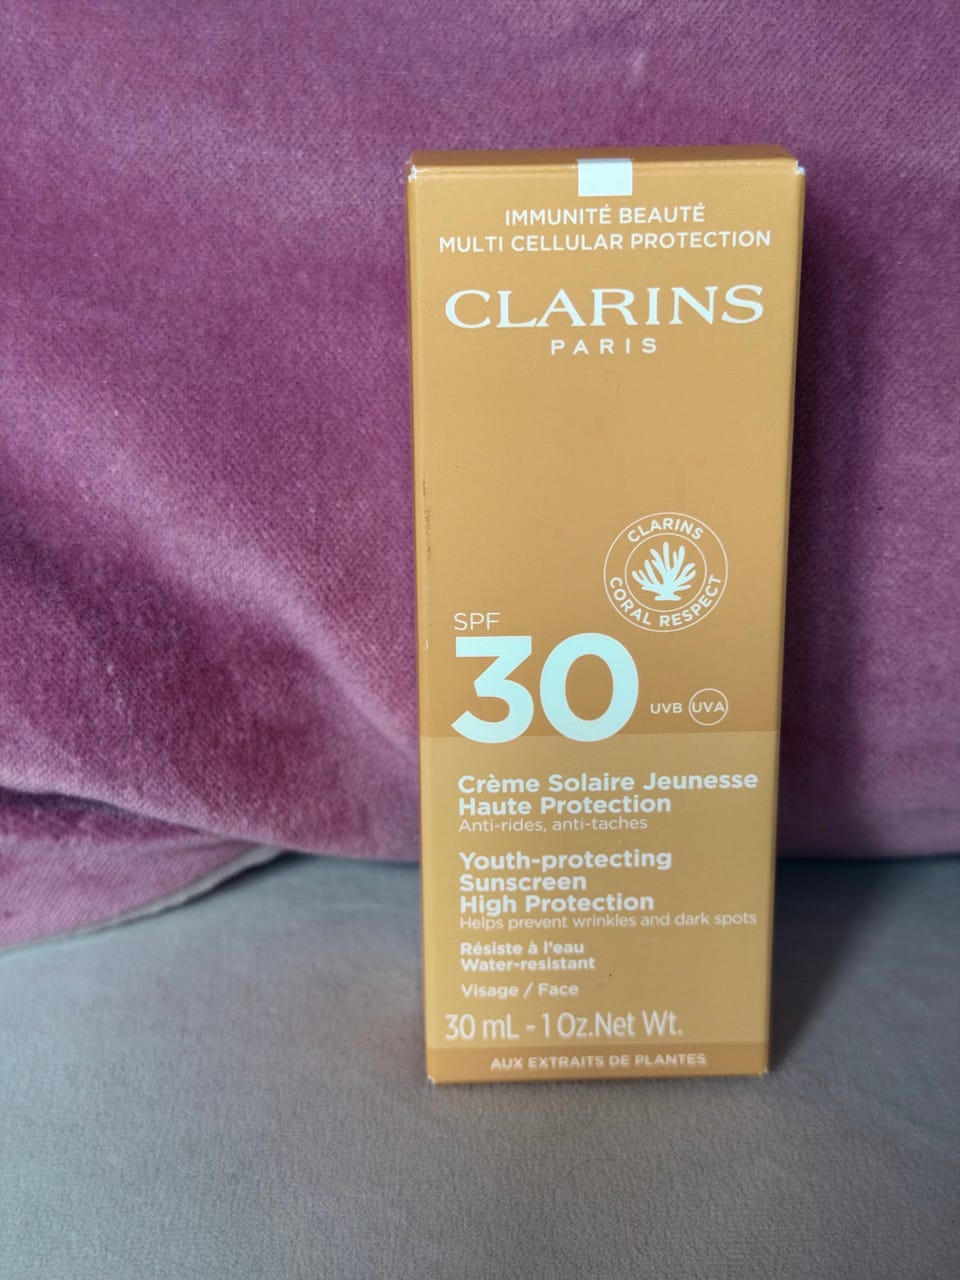 IMMUNITÉ BEAUTÉ
MULTI CELLULAR PROTECTION
CLARINS
PARIS
CLARINS
CORAL RESPECT
SPF
30
UVB UVA
Crème Solaire Jeunesse
Haute Protection
Anti-rides, anti-taches
Youth-protecting
Sunscreen
High Protection
Helps prevent wrinkles and dark spots
Résiste à l'eau
Water-resistant
Visage / Face
30 mL - 1 Oz.Net Wt.
AUX EXTRAITS DE PLANTES